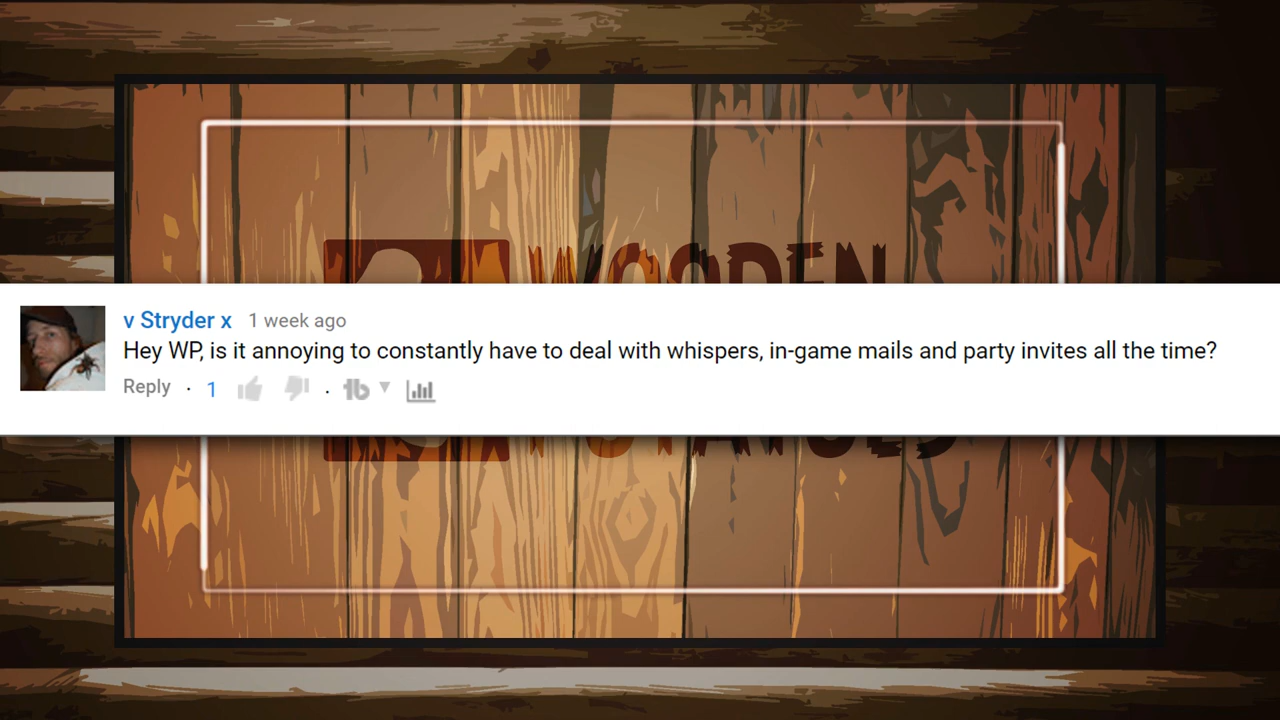 WOODEN
v Stryder x 1 week ago
Hey WP, is it annoying to constantly have to deal with whispers, in-game mails and party invites all the time?
Reply · 1 ·